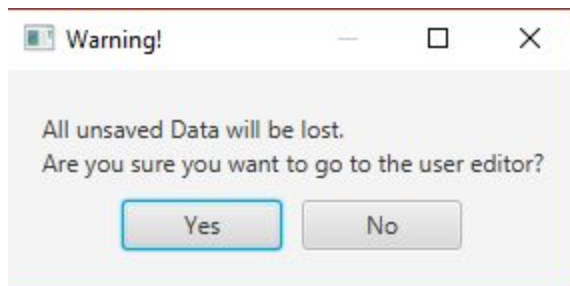 Warning!
All unsaved Data will be lost.
Are you sure you want to go to the user editor?
Yes No